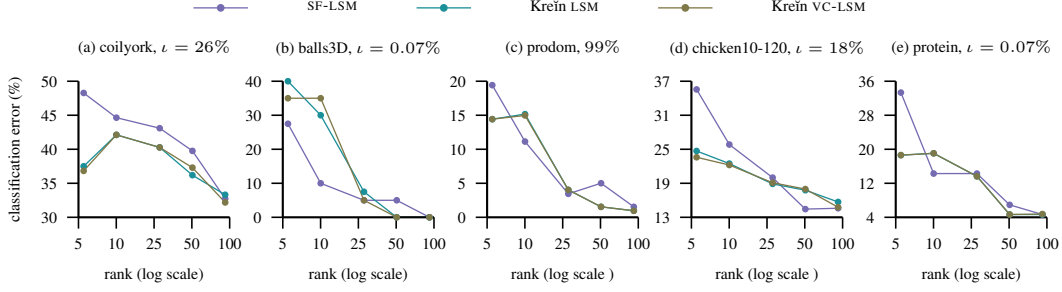 SF-LSM Kreĭn LSM Kreĭn VC-LSM
(a) coilyork, ι = 26% (b) balls3D, ι = 0.07% (c) prodom, 99% (d) chicken10-120, ι = 18% (e) protein, ι = 0.07%
classification error (%)
50 40 20 37 36
45 30 15 31 28
40 20 10 25 20
35 10 5 19 12
30 0 0 13 4
5 10 25 50 100 5 10 25 50 100 5 10 25 50 100 5 10 25 50 100 5 10 25 50 100
rank (log scale) rank (log scale) rank (log scale ) rank (log scale ) rank (log scale)